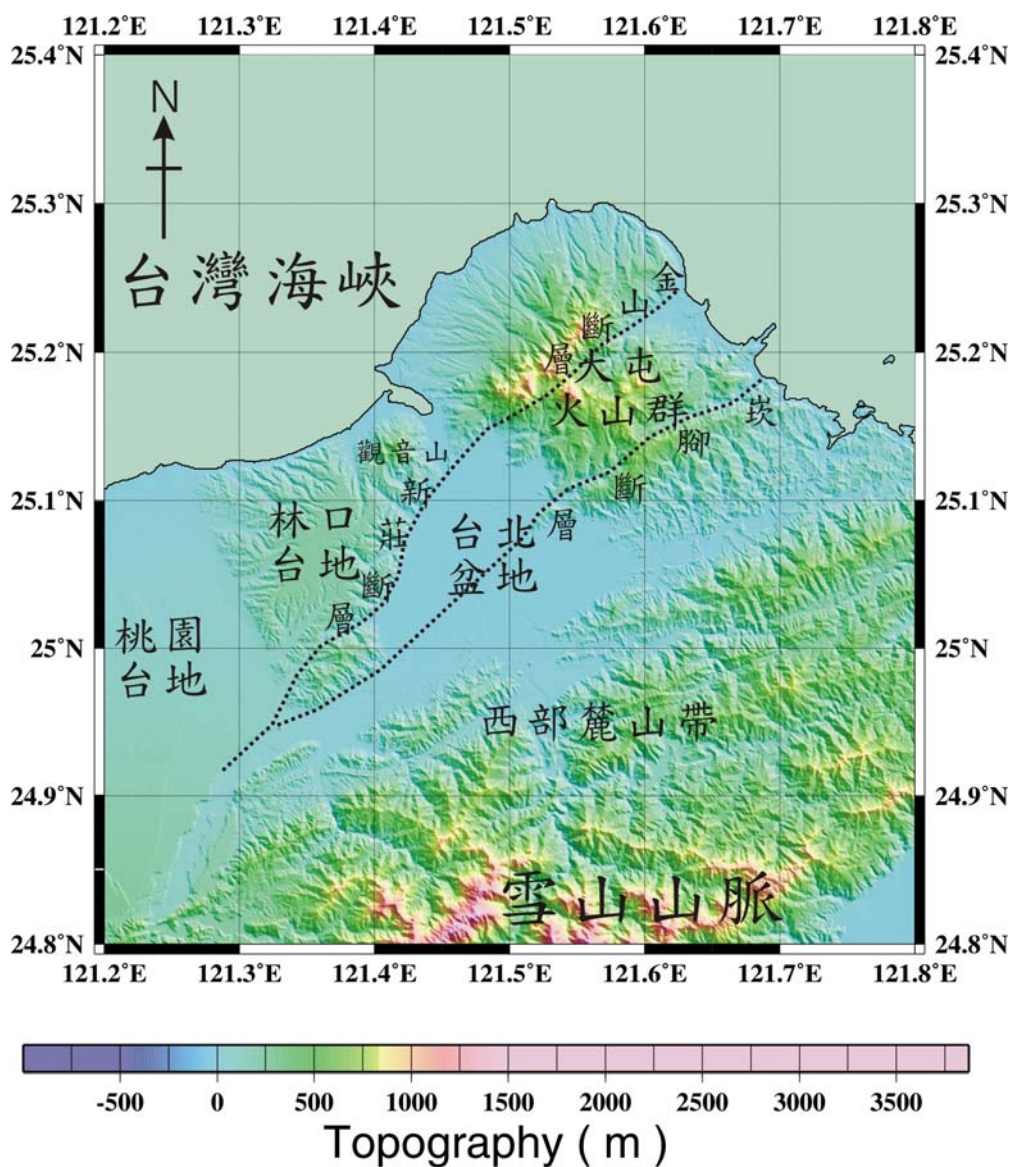 121.2°E 121.3°E 121.4°E 121.5°E 121.6°E 121.7°E 121.8°E
25.4°N 25.4°N
N
25.3°N 25.3°N
台灣海峽
金山斷層
25.2°N 25.2°N
大屯
火山群
崁腳斷層
觀音山
25.1°N 25.1°N
新莊斷層
林口
台地
台北
盆地
25°N 25°N
桃園
台地
西部麓山帶
24.9°N 24.9°N
雪山山脈
24.8°N 24.8°N
121.2°E 121.3°E 121.4°E 121.5°E 121.6°E 121.7°E 121.8°E
-500 0 500 1000 1500 2000 2500 3000 3500
Topography ( m )